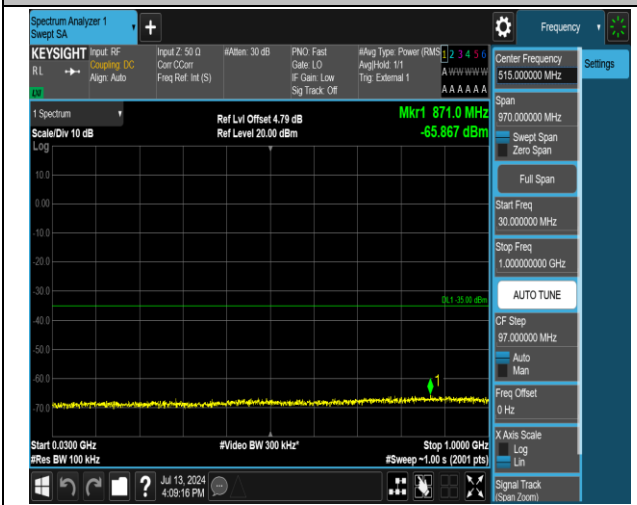 Spectrum Analyzer 1
Swept SA
Frequency
KEYSIGHT
Input: RF
Coupling: DC
Align: Auto
Input Z: 50 Ω
Corr CCorr
Freq Ref: Int (S)
#Atten: 30 dB
PNO: Fast
Gate: LO
IF Gain: Low
Sig Track: Off
#Avg Type: Power (RMS
Avg|Hold: 1/1
Trig: External 1
1 2 3 4 5 6
A W W W W W
A A A A A A
R L
LXI
1 Spectrum
Scale/Div 10 dB
Log
Ref Lvl Offset 4.79 dB
Ref Level 20.00 dBm
Mkr1 871.0 MHz
-65.867 dBm
10.0
0.00
-10.0
-20.0
-30.0
-40.0
-50.0
-60.0
-70.0
DL1 -35.00 dBm
1
Start 0.0300 GHz
#Res BW 100 kHz
#Video BW 300 kHz*
Stop 1.0000 GHz
#Sweep ~1.00 s (2001 pts)
Jul 13, 2024
4:09:16 PM
Center Frequency
515.000000 MHz
Settings
Span
970.000000 MHz
Swept Span
Zero Span
Full Span
Start Freq
30.000000 MHz
Stop Freq
1.000000000 GHz
AUTO TUNE
CF Step
97.000000 MHz
Auto
Man
Freq Offset
0 Hz
X Axis Scale
Log
Lin
Signal Track
(Span Zoom)